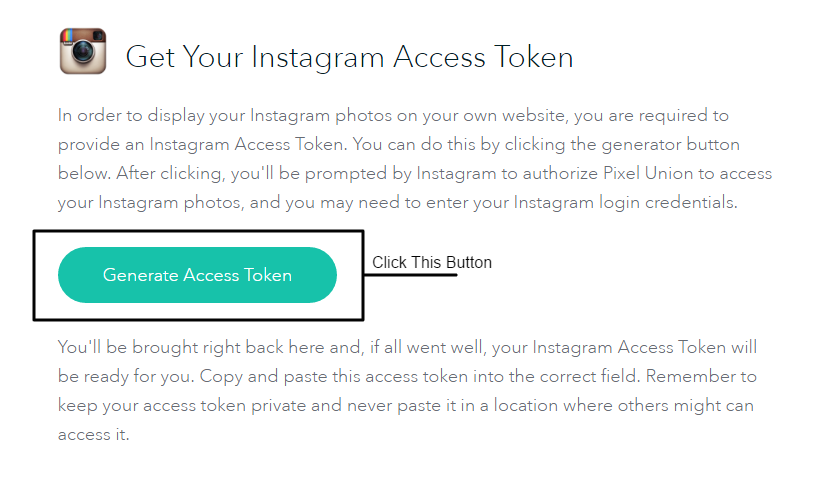 Get Your Instagram Access Token
In order to display your Instagram photos on your own website, you are required to
provide an Instagram Access Token. You can do this by clicking the generator button
below. After clicking, you'll be prompted by Instagram to authorize Pixel Union to access
your Instagram photos, and you may need to enter your Instagram login credentials.
Generate Access Token
Click This Button
You'll be brought right back here and, if all went well, your Instagram Access Token will
be ready for you. Copy and paste this access token into the correct field. Remember to
keep your access token private and never paste it in a location where others might can
access it.